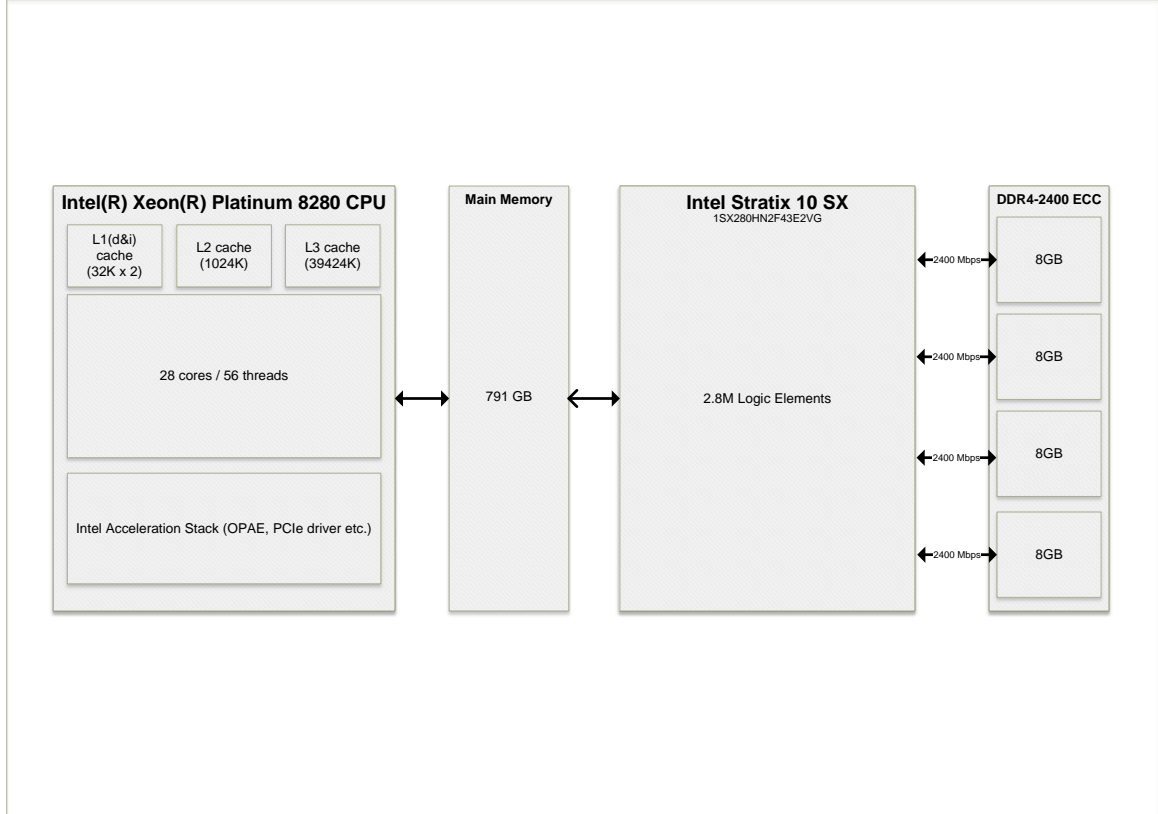 Intel(R) Xeon(R) Platinum 8280 CPU
L1(d&i)
cache
(32K x 2)
L2 cache
(1024K)
L3 cache
(39424K)
28 cores / 56 threads
Intel Acceleration Stack (OPAE, PCIe driver etc.)
Main Memory
791 GB
Intel Stratix 10 SX
1SX280HN2F43E2VG
2.8M Logic Elements
2400 Mbps
2400 Mbps
2400 Mbps
2400 Mbps
DDR4-2400 ECC
8GB
8GB
8GB
8GB